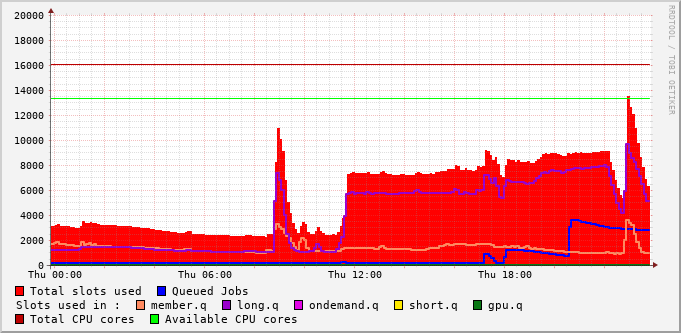 20000
18000
16000
14000
12000
10000
8000
6000
4000
2000
0
Thu 00:00 Thu 06:00 Thu 12:00 Thu 18:00
Total slots used Queued Jobs
Slots used in : member.q long.q ondemand.q short.q gpu.q
Total CPU cores Available CPU cores
RRDTOOL / TOBI OETIKER